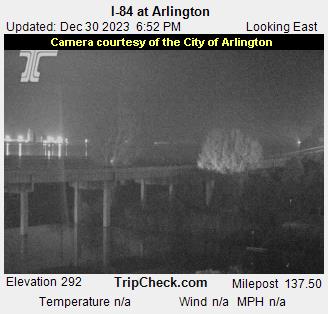 I-84 at Arlington
Updated: Dec 30 2023 6:52 PM Looking East
Camera courtesy of the City of Arlington
Elevation 292 TripCheck.com Milepost 137.50
Temperature n/a Wind n/a MPH n/a